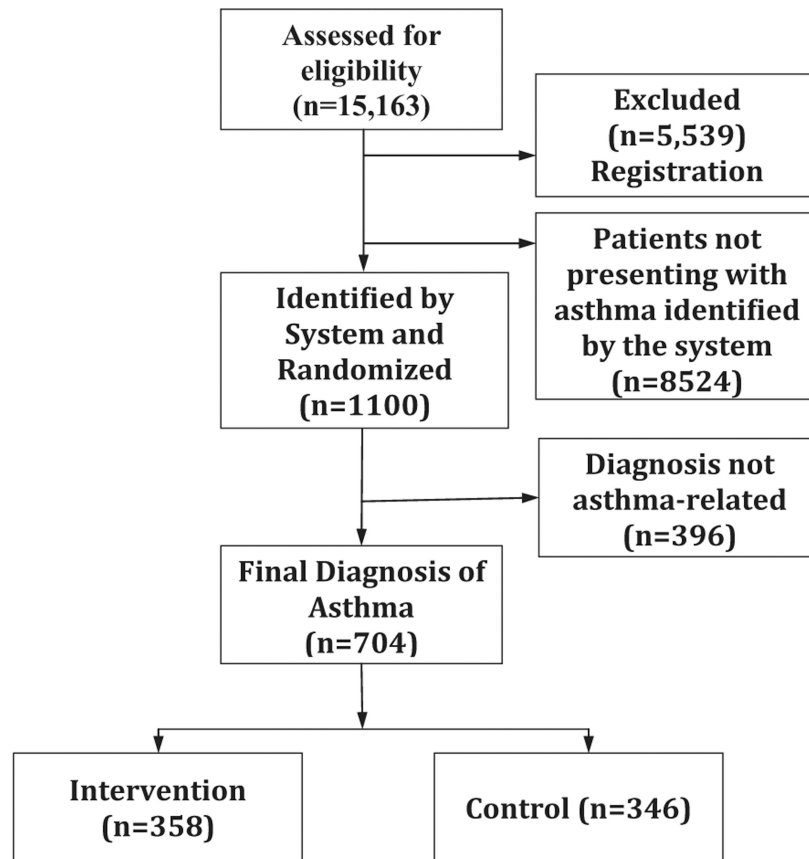 Assessed for
eligibility
(n=15,163)
Excluded
(n=5,539)
Registration
Patients not
presenting with
asthma identified
by the system
(n=8524)
Identified by
System and
Randomized
(n=1100)
Diagnosis not
asthma-related
(n=396)
Final Diagnosis of
Asthma
(n=704)
Intervention
(n=358)
Control (n=346)